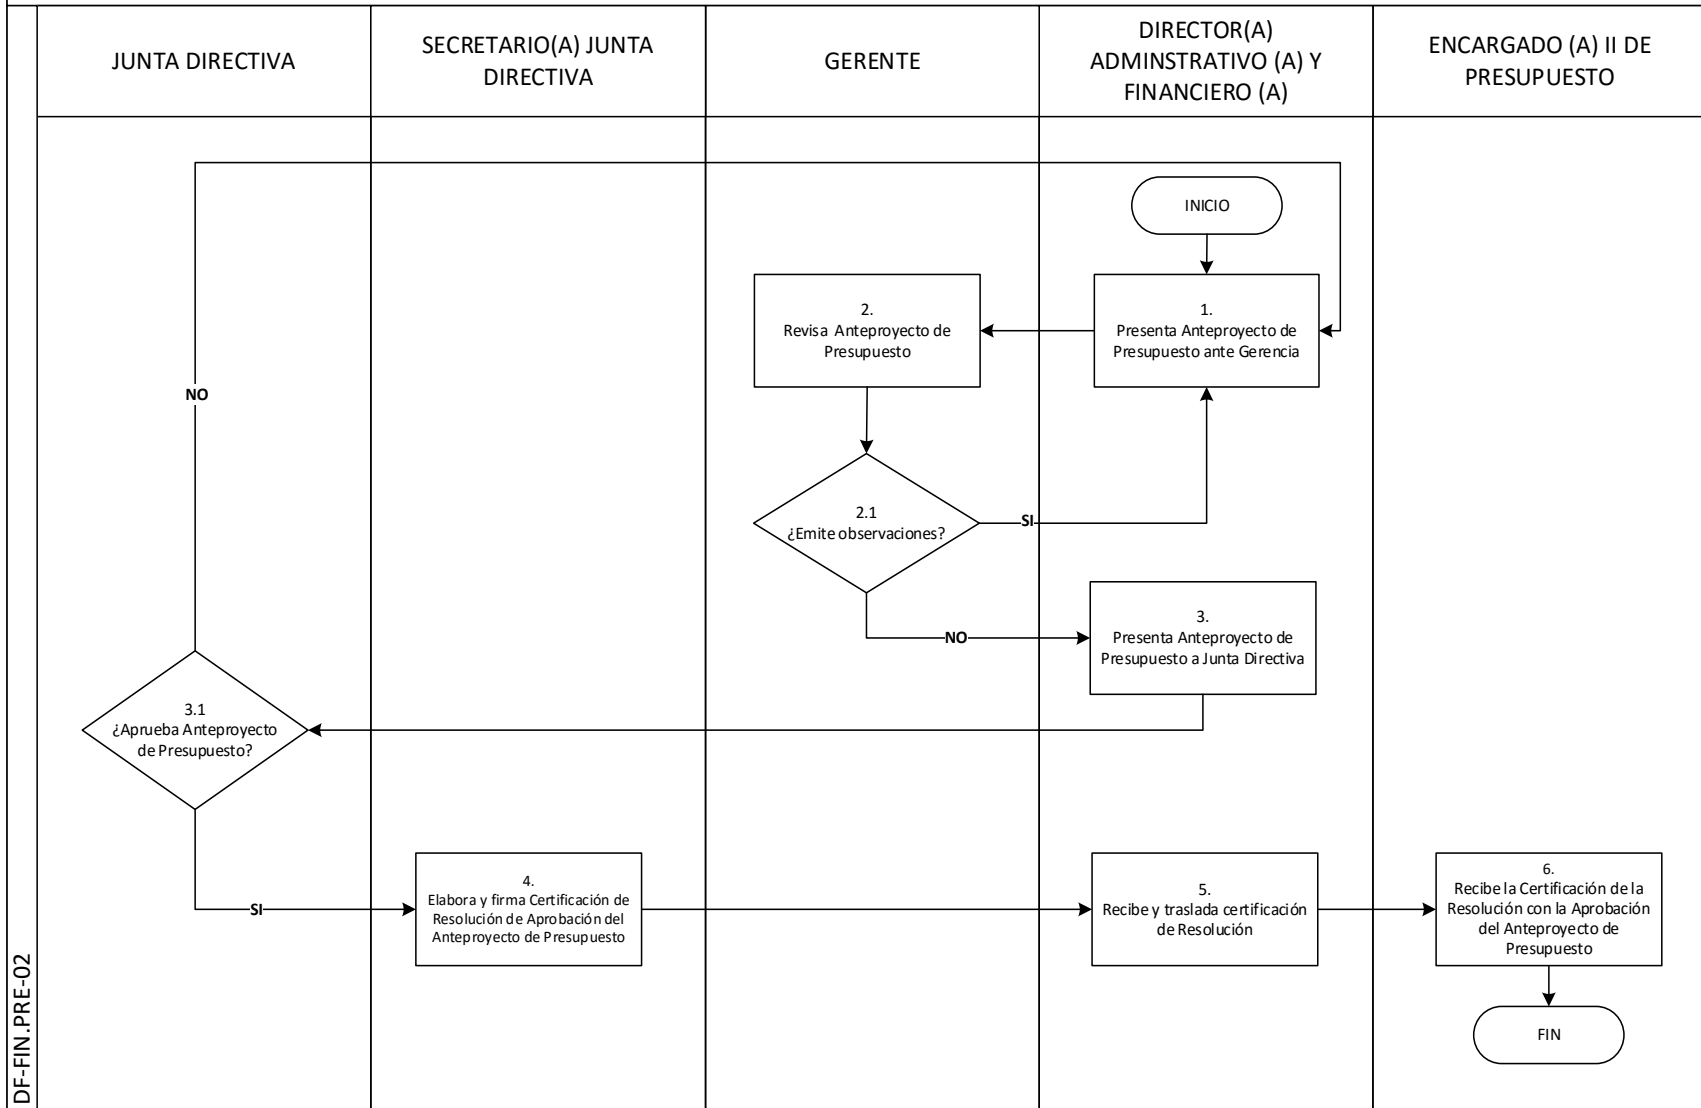 JUNTA DIRECTIVA
SECRETARIO(A) JUNTA
DIRECTIVA
GERENTE
DIRECTOR(A)
ADMINSTRATIVO (A) Y
FINANCIERO (A)
ENCARGADO (A) II DE
PRESUPUESTO
INICIO
1.
Presenta Anteproyecto de
Presupuesto ante Gerencia
2.
Revisa Anteproyecto de
Presupuesto
NO
2.1
¿Emite observaciones?
SI
3.
Presenta Anteproyecto de
Presupuesto a Junta Directiva
NO
3.1
¿Aprueba Anteproyecto
de Presupuesto?
SI
4.
Elabora y firma Certificación de
Resolución de Aprobación del
Anteproyecto de Presupuesto
5.
Recibe y traslada certificación
de Resolución
6.
Recibe la Certificación de la
Resolución con la Aprobación
del Anteproyecto de
Presupuesto
FIN
DF-FIN.PRE-02